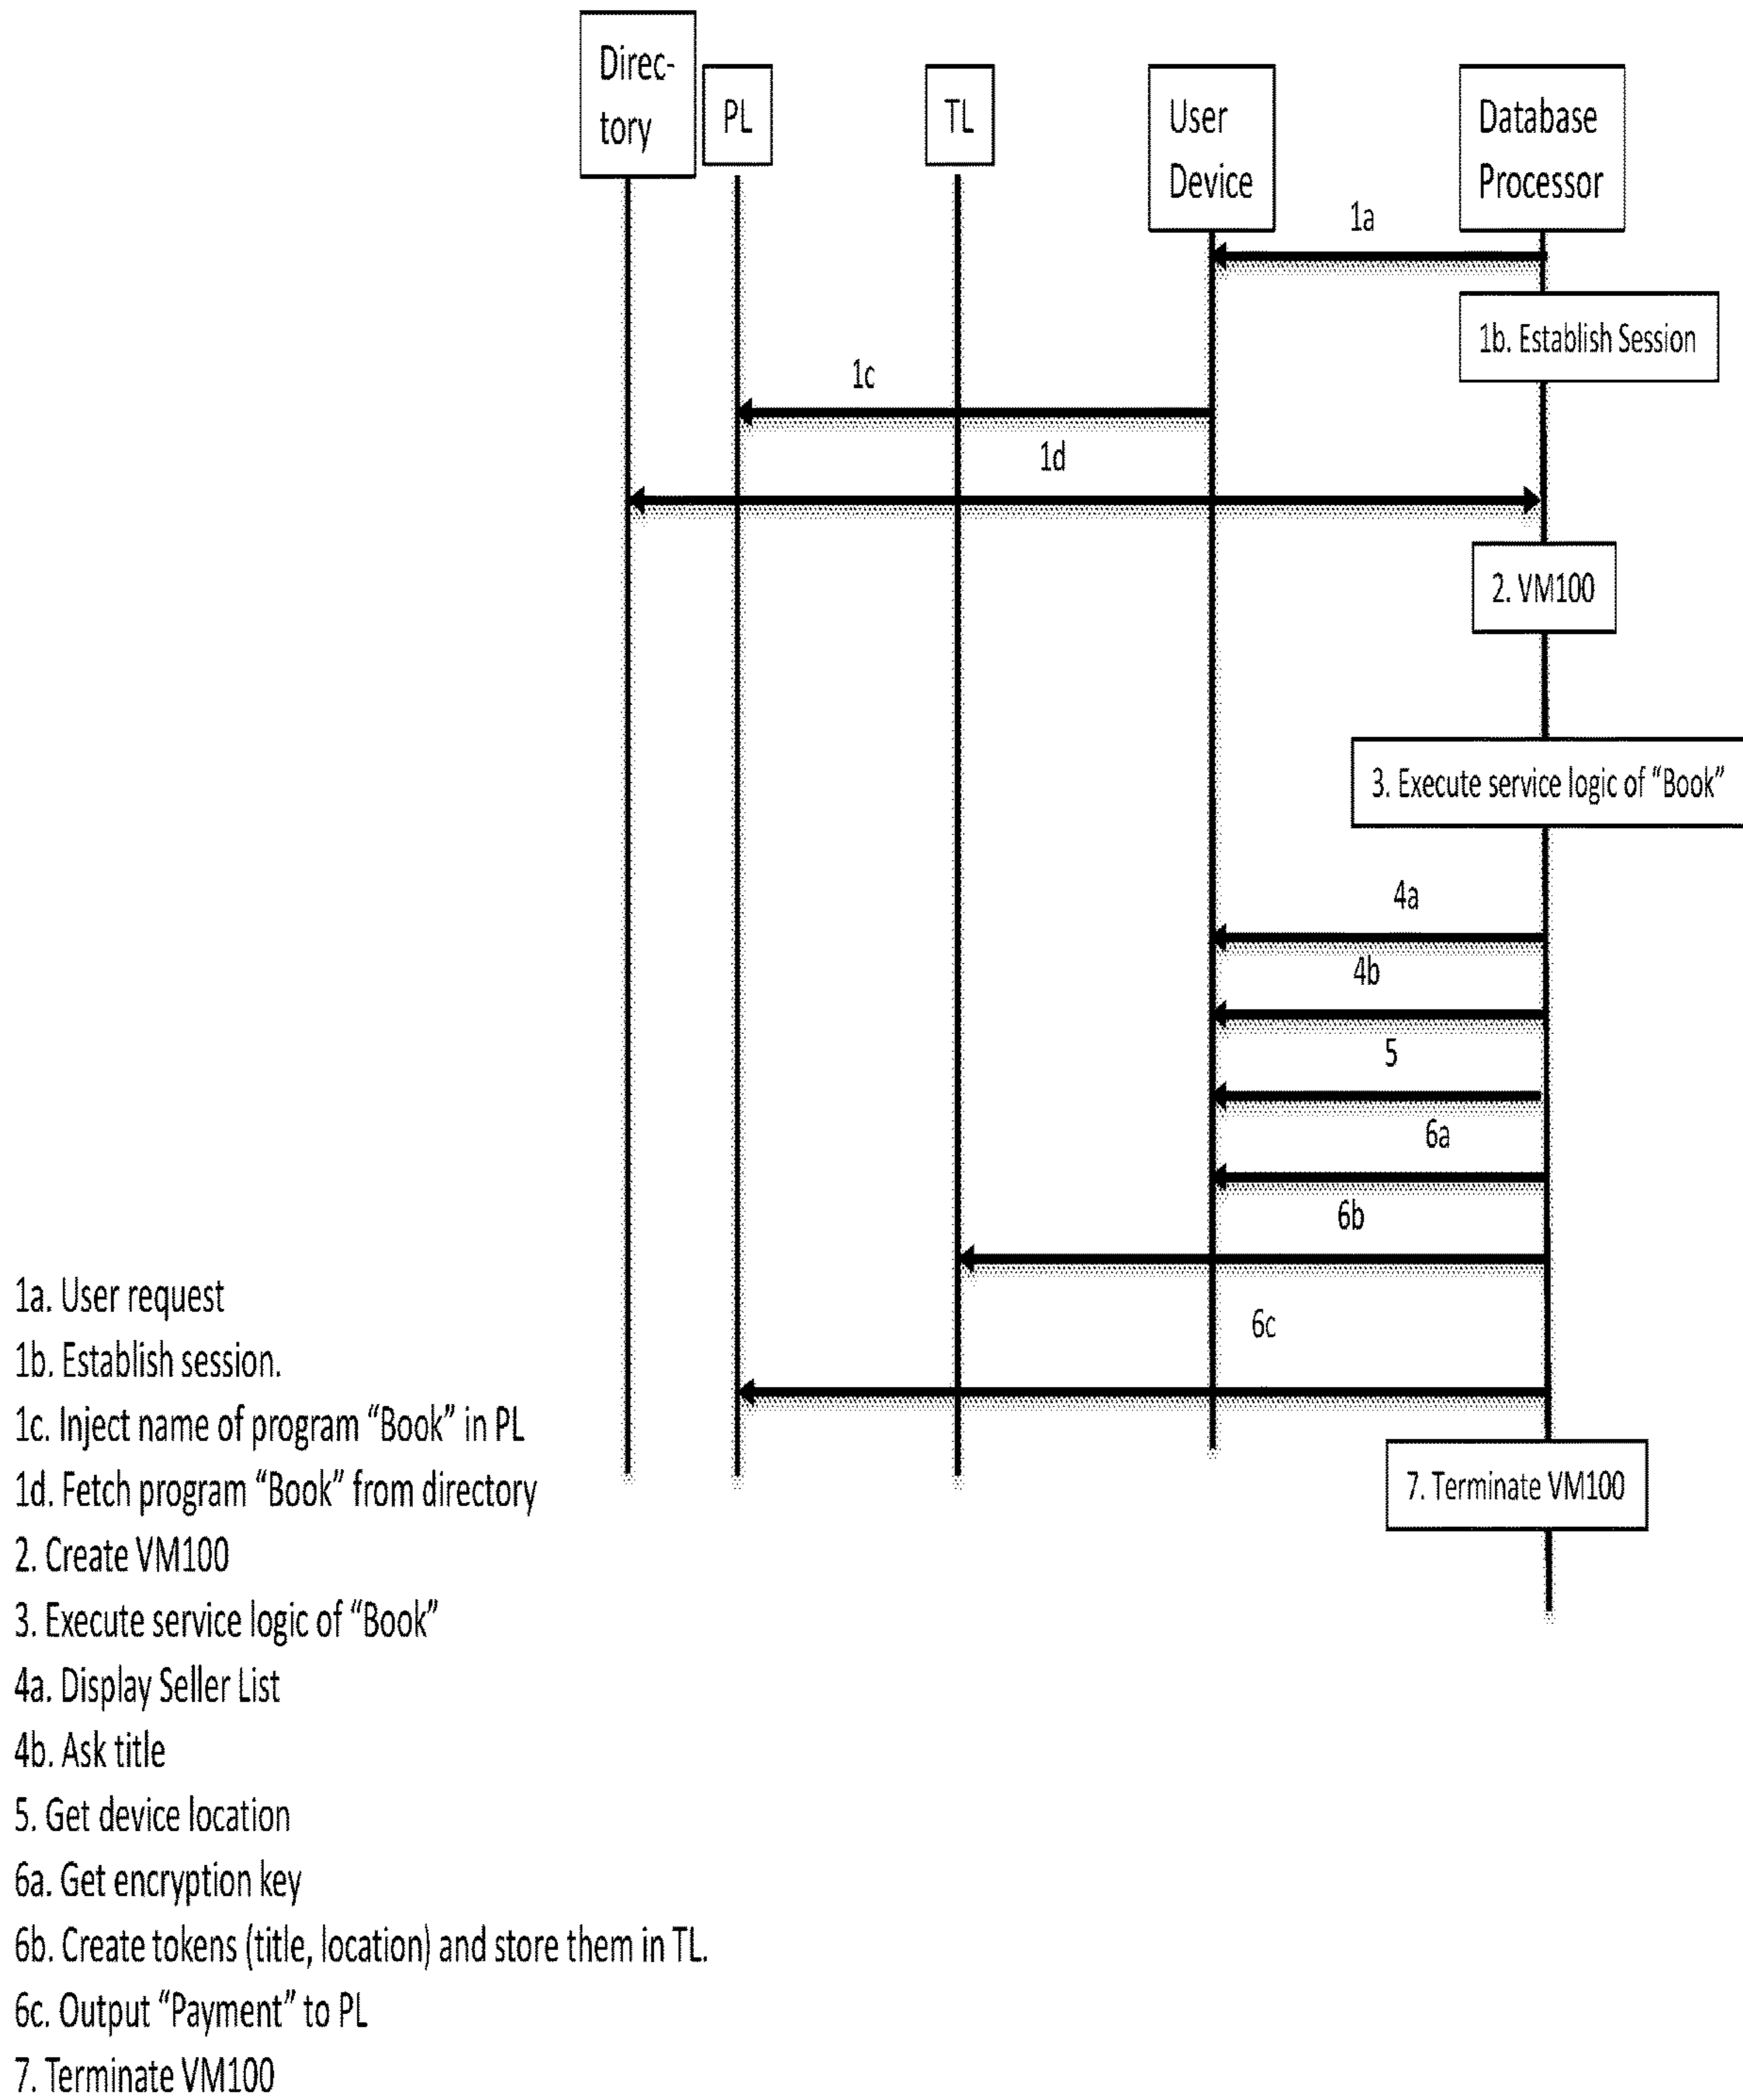 Direc-
tory
PL
TL
User
Device
Database
Processor
1a
1b. Establish Session
1c
1d
2. VM100
3. Execute service logic of “Book”
4a
4b
5
6a
6b
6c
7. Terminate VM100
1a. User request
1b. Establish session.
1c. Inject name of program “Book” in PL
1d. Fetch program “Book” from directory
2. Create VM100
3. Execute service logic of “Book”
4a. Display Seller List
4b. Ask title
5. Get device location
6a. Get encryption key
6b. Create tokens (title, location) and store them in TL.
6c. Output “Payment” to PL
7. Terminate VM100